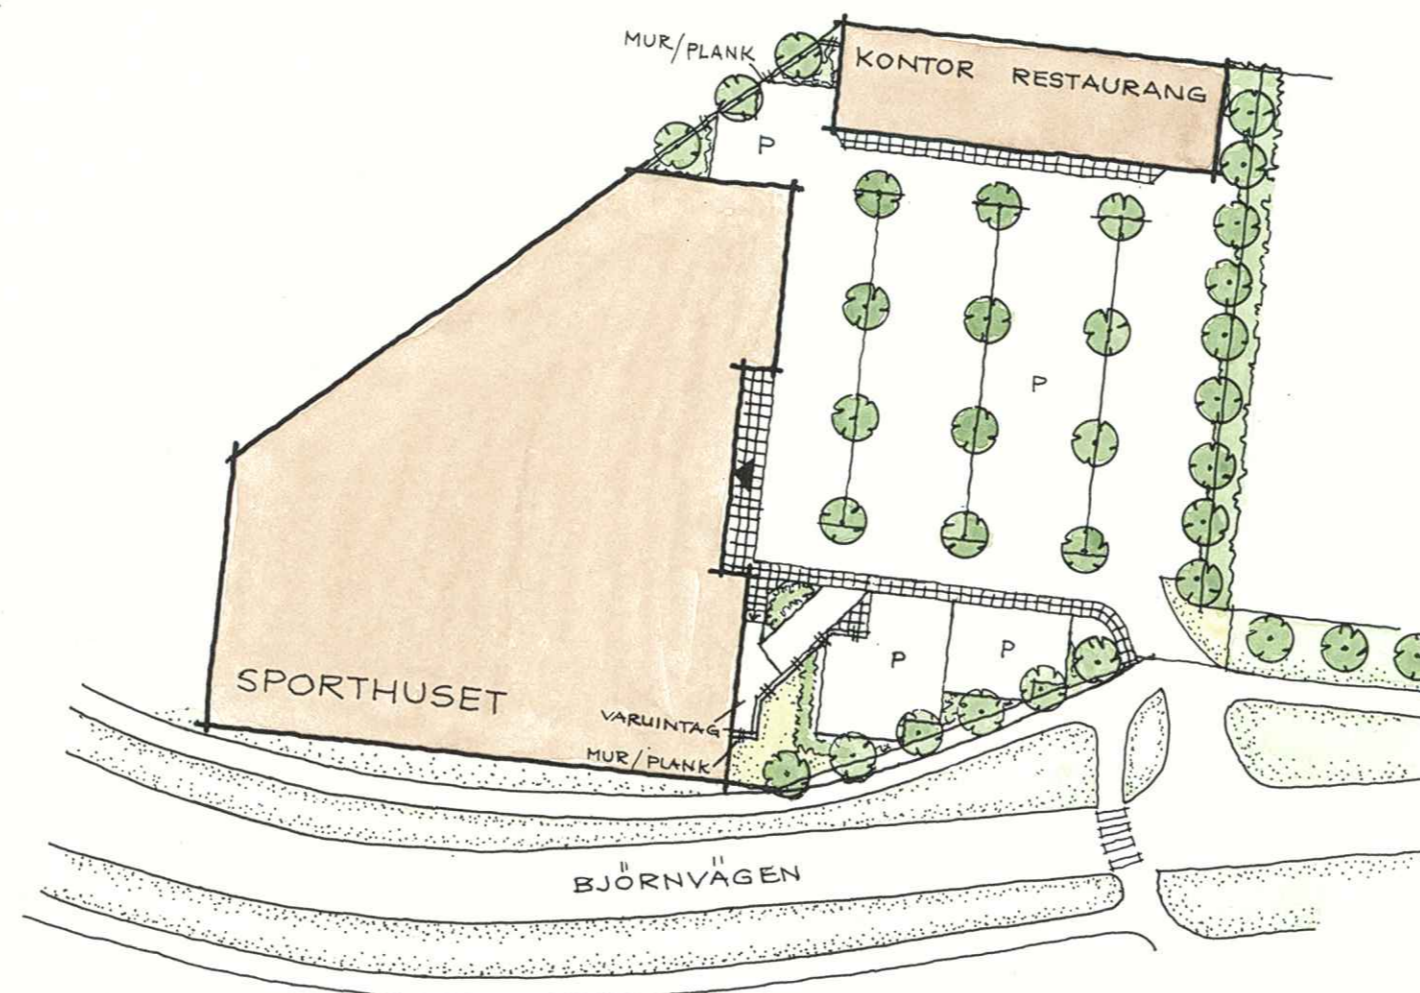 MUR/PLANK
KONTOR RESTAURANG
P
P
P
P
SPORTHUSET
VARUINTAG
MUR/PLANK
BJÖRNVÄGEN